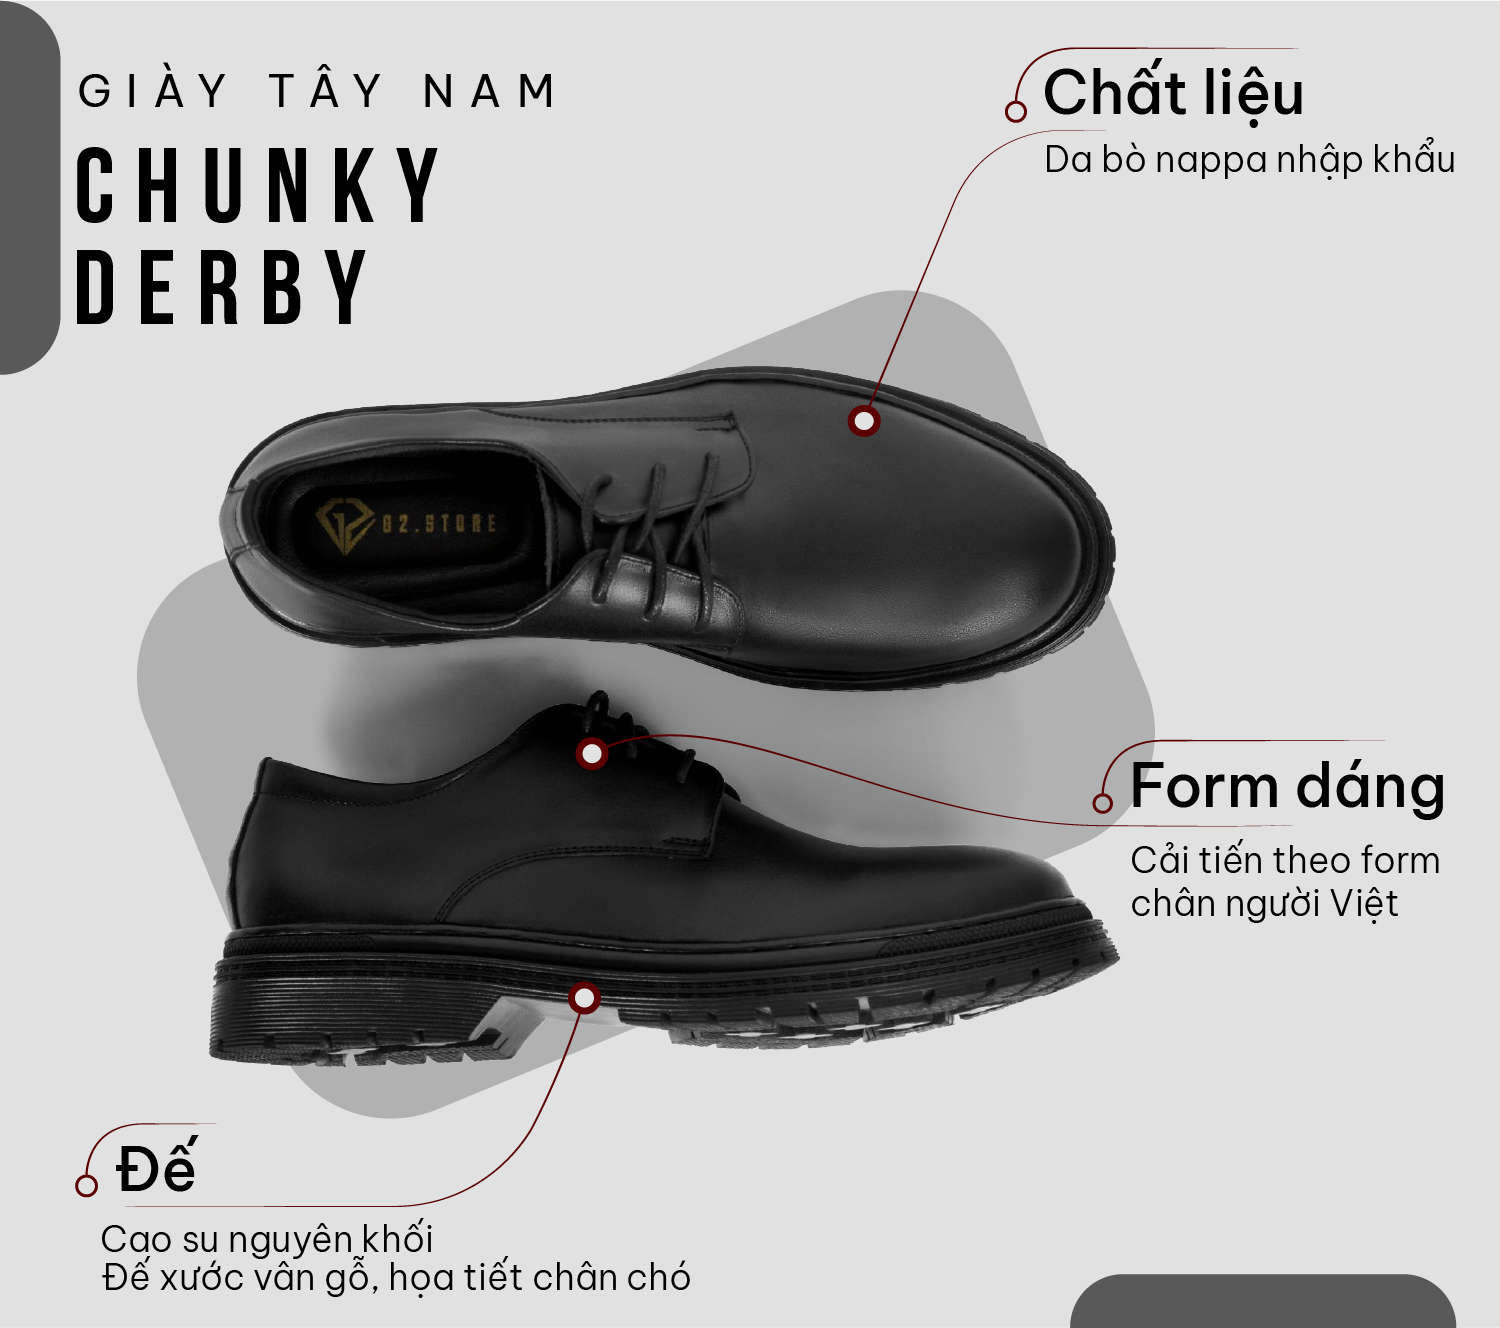 GIÀY TÂY NAM
CHUNKY
DERBY
Chất liệu
Da bò nappa nhập khẩu
G2.STORE
Form dáng
Cải tiến theo form
chân người Việt
Đế
Cao su nguyên khối
Đế xước vân gỗ, họa tiết chân chó